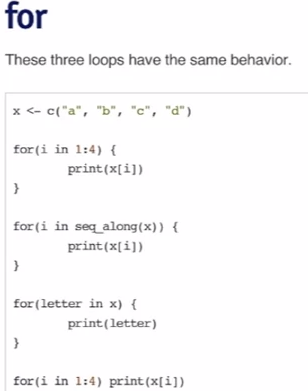 for
These three loops have the same behavior.
x <- c("a", "b", "c", "d")
for(i in 1:4) {
        print(x[i])
}
for(i in seq_along(x)) {
        print(x[i])
}
for(letter in x) {
        print(letter)
}
for(i in 1:4) print(x[i])